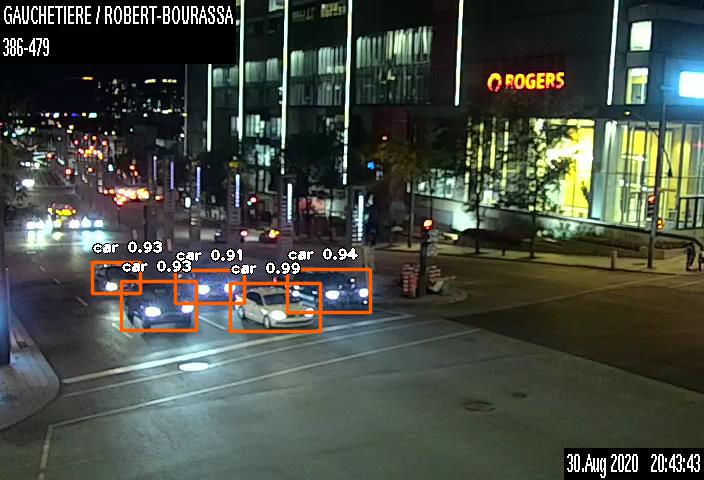 GAUCHETIERE / ROBERT-BOURASSA
386-479
ROGERS
car 0.93
car 0.93
car 0.91
car 0.99
car 0.94
30.Aug 2020 20:43:43